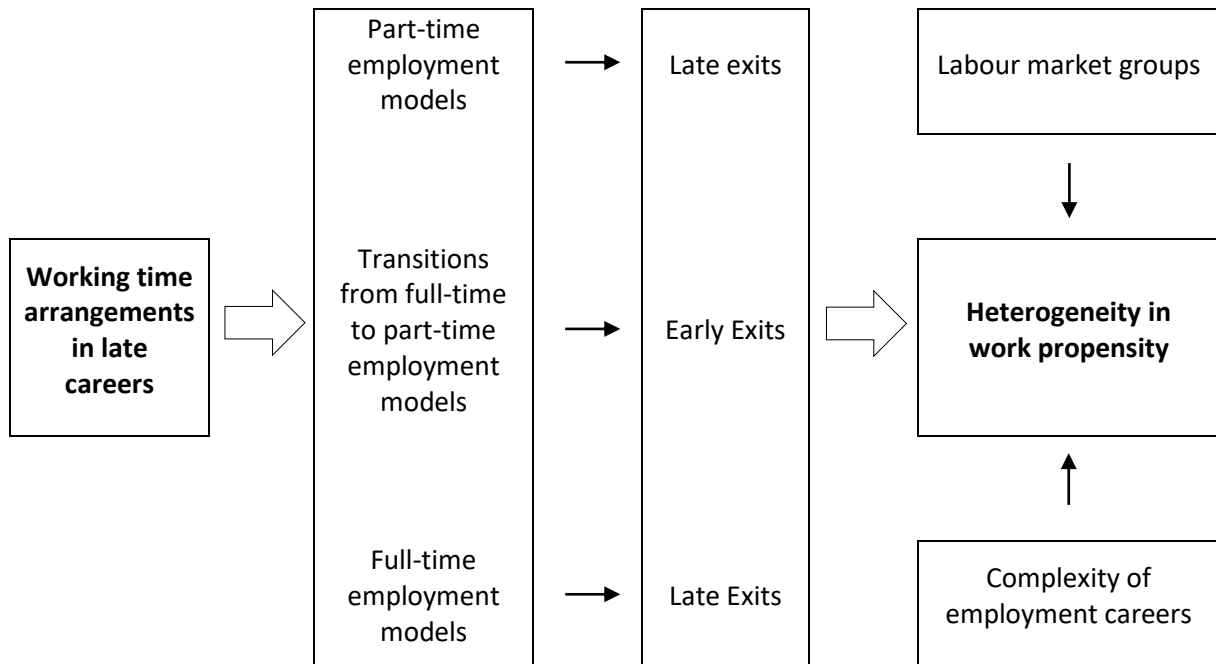 Working time
arrangements
in late
careers
Part-time
employment
models
Transitions
from full-time
to part-time
employment
models
Full-time
employment
models
Late exits
Early Exits
Late Exits
Labour market groups
Heterogeneity in
work propensity
Complexity of
employment careers